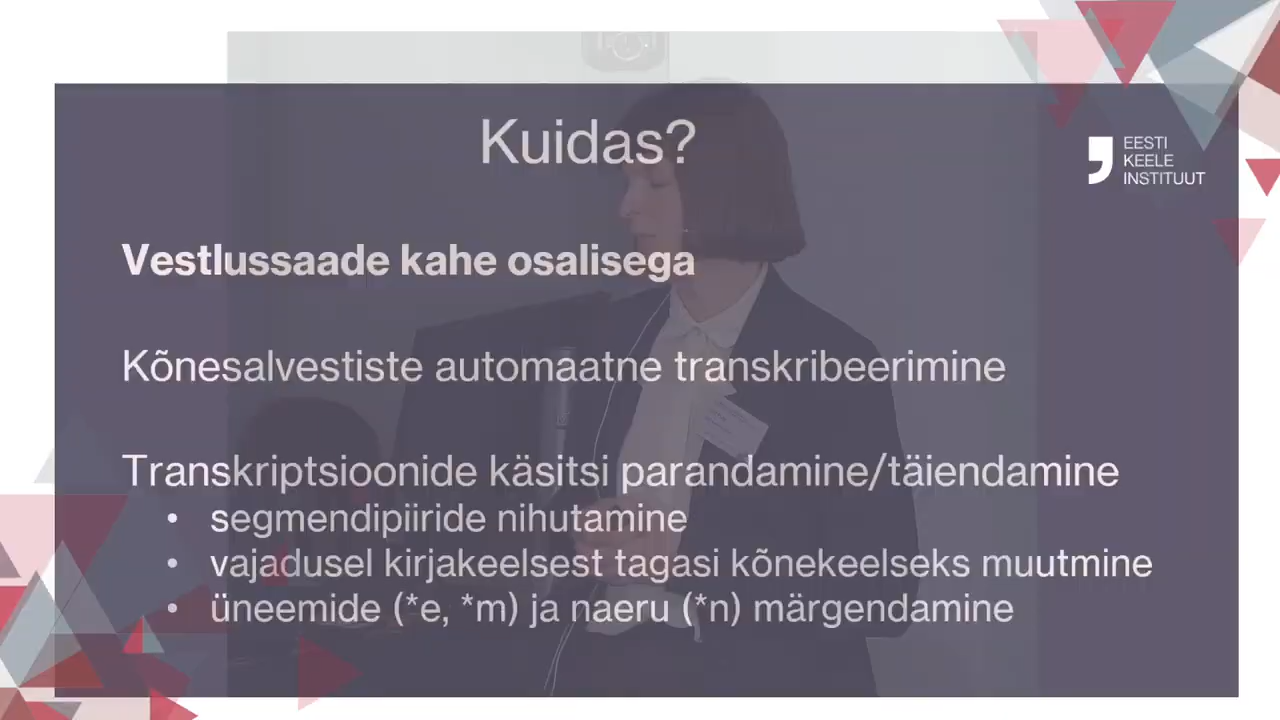 Kuidas?
EESTI
KEELE
INSTITUUT
Vestlussaade kahe osalisega
Kõnesalvestiste automaatne transkribeerimine
Transkriptsioonide käsitsi parandamine/täiendamine
• segmendipiiride nihutamine
• vajadusel kirjakeelsest tagasi kõnekeelseks muutmine
• üneemide (*e, *m) ja naeru (*n) märgendamine